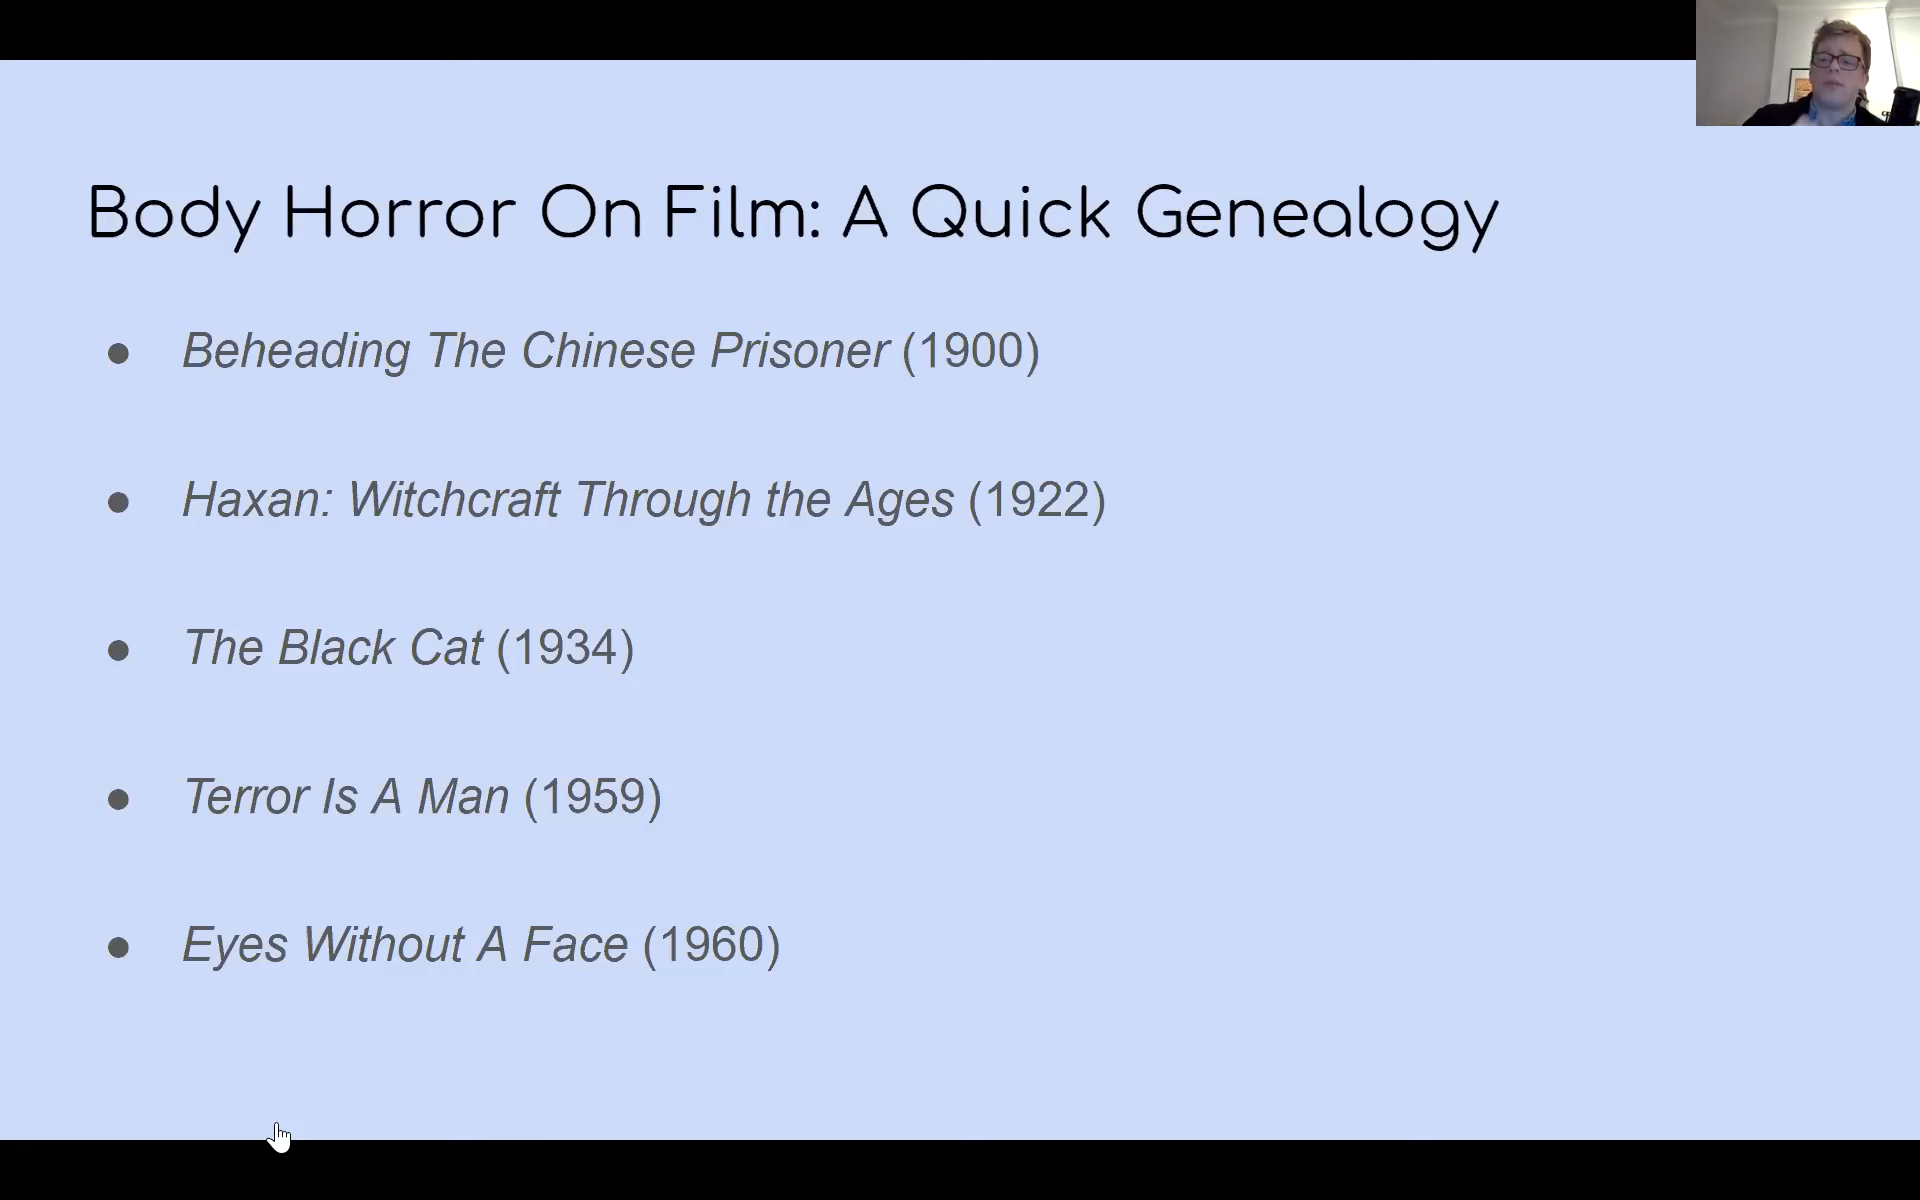 Body Horror On Film: A Quick Genealogy
● Beheading The Chinese Prisoner (1900)
● Haxan: Witchcraft Through the Ages (1922)
● The Black Cat (1934)
● Terror Is A Man (1959)
● Eyes Without A Face (1960)